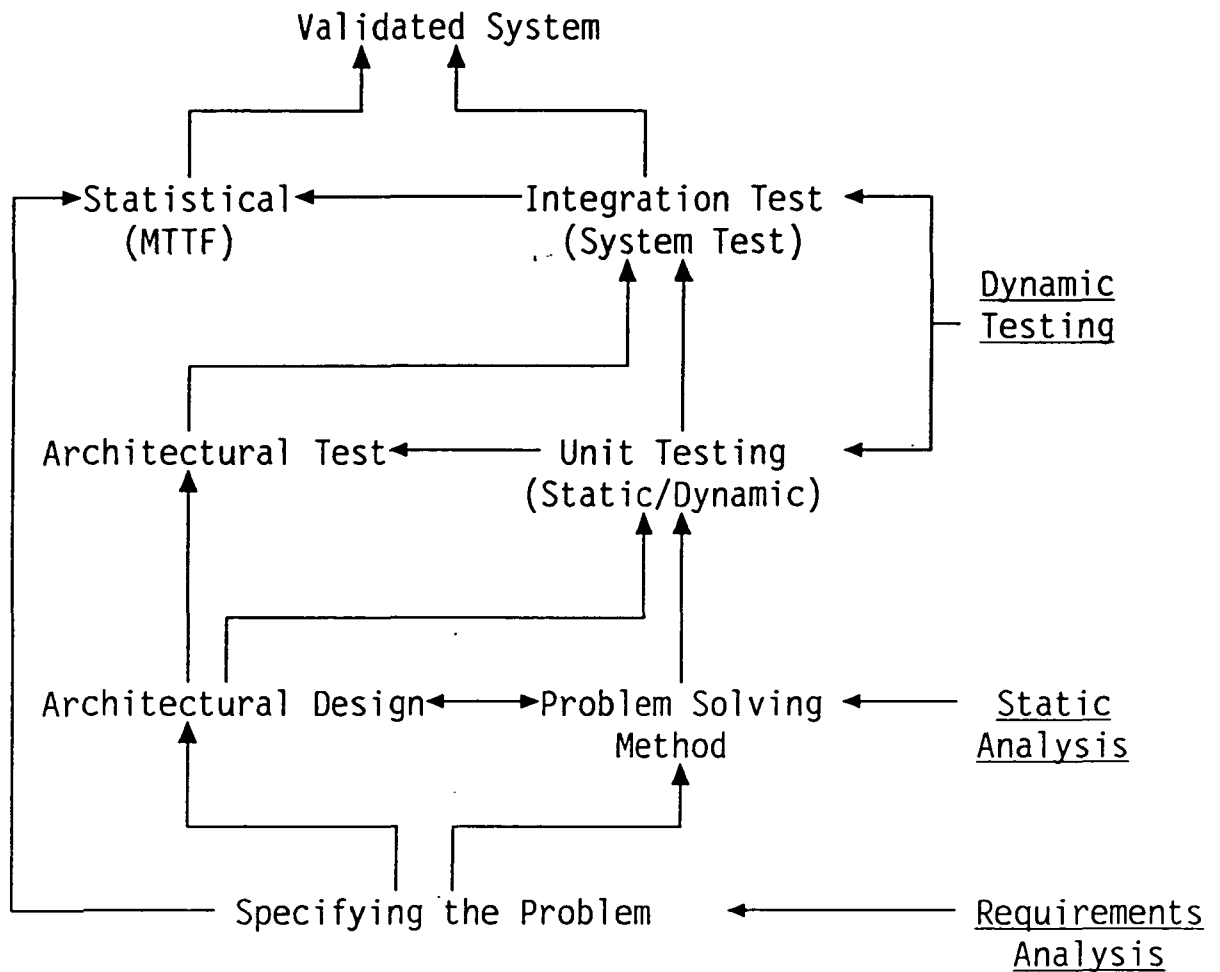 Validated System
Statistical
(MTTF)
Integration Test
(System Test)
Dynamic
Testing
Architectural Test
Unit Testing
(Static/Dynamic)
Architectural Design
Problem Solving
Method
Static
Analysis
Specifying the Problem
Requirements
Analysis